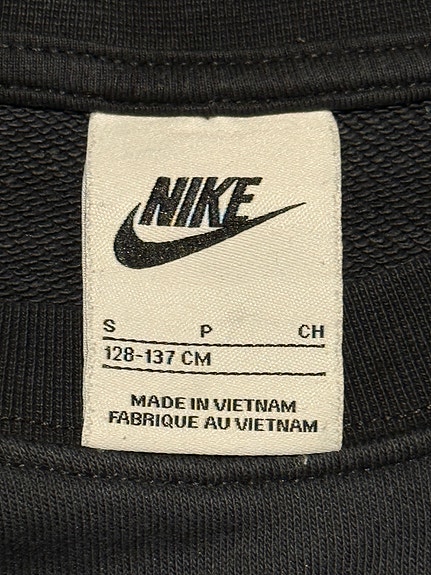 NIKE
S P CH
128-137 CM
MADE IN VIETNAM
FABRIQUE AU VIETNAM